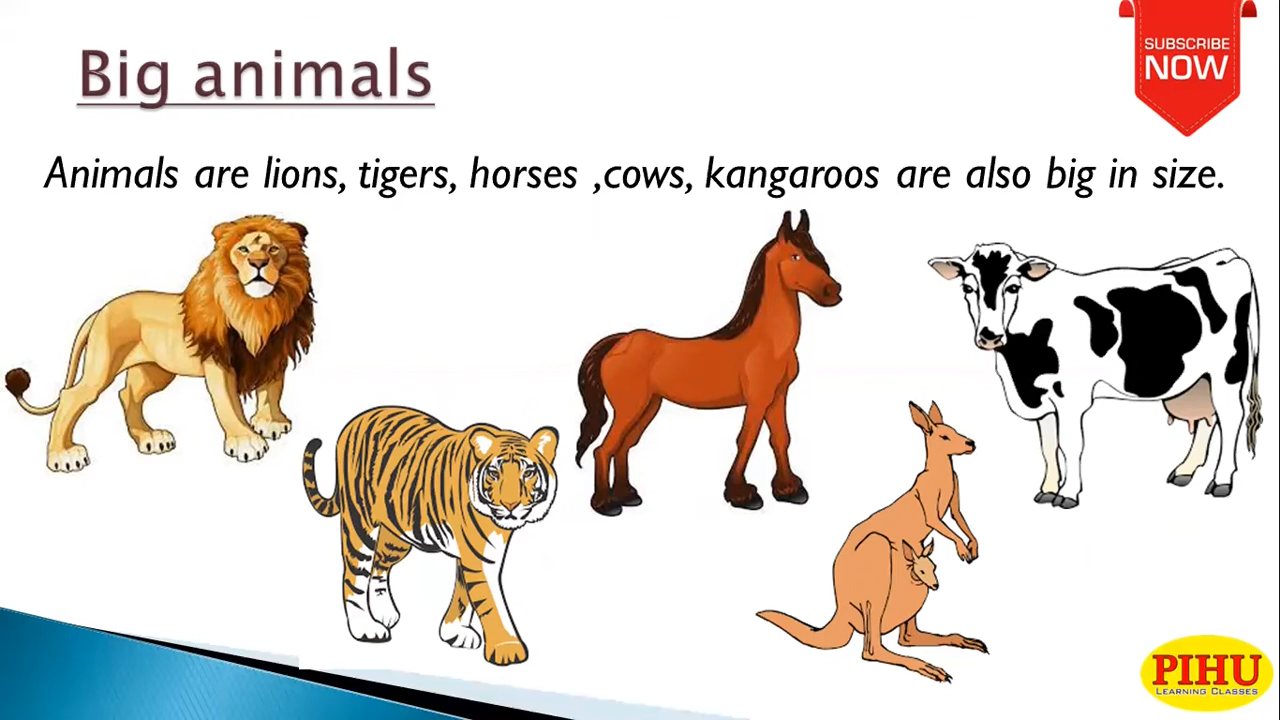 Big animals
SUBSCRIBE
NOW
Animals are lions, tigers, horses ,cows, kangaroos are also big in size.
PIHU
LEARNING CLASSES